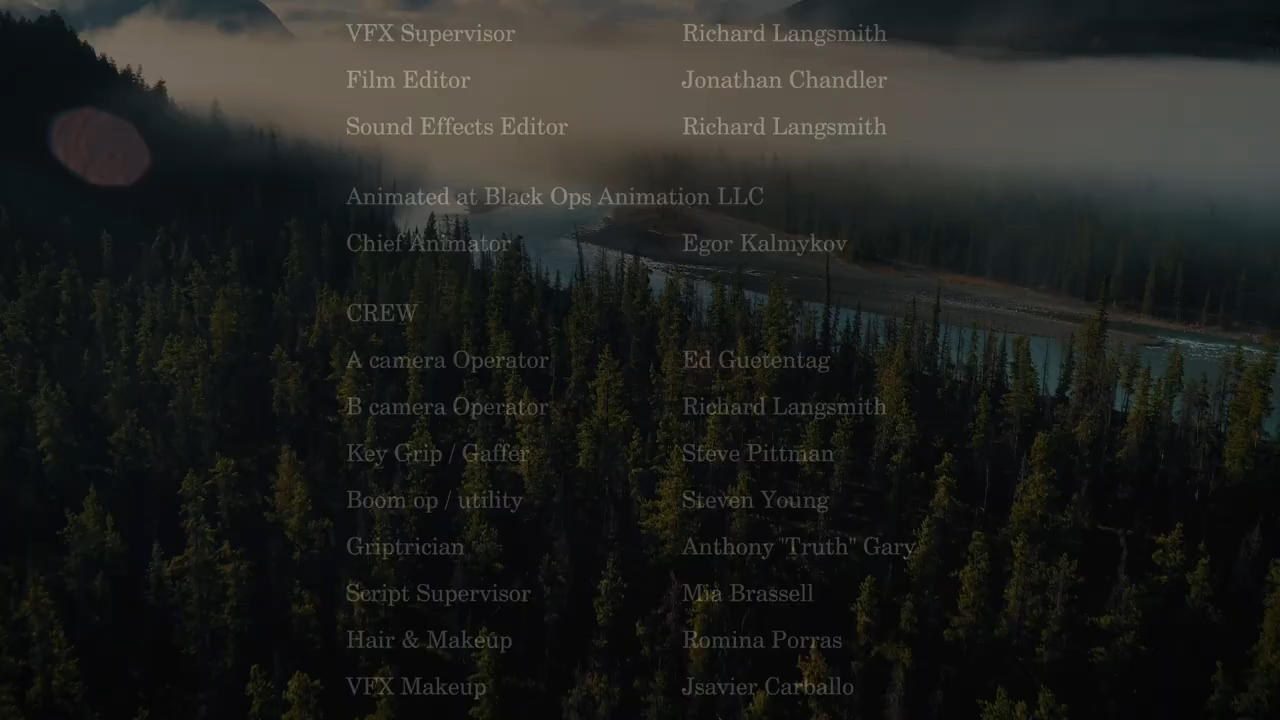 VFX Supervisor Richard Langsmith
Film Editor Jonathan Chandler
Sound Effects Editor Richard Langsmith
Animated at Black Ops Animation LLC
Chief Animator Egor Kalmykov
CREW
A camera Operator Ed Guetentag
B camera Operator Richard Langsmith
Key Grip / Gaffer Steve Pittman
Boom op / utility Steven Young
Griptrician Anthony "Truth" Gary
Script Supervisor Mia Brassell
Hair & Makeup Romina Porras
VFX Makeup Jsavier Carballo